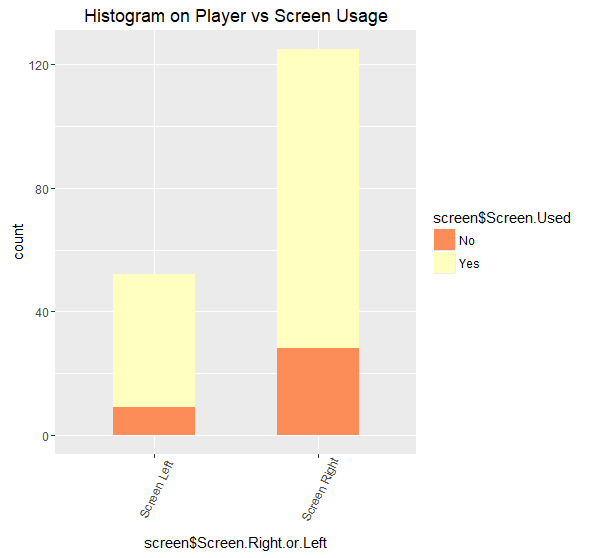 Histogram on Player vs Screen Usage
120
80
40
0
count
Screen Left
Screen Right
screen$Screen.Right.or.Left
screen$Screen.Used
No
Yes